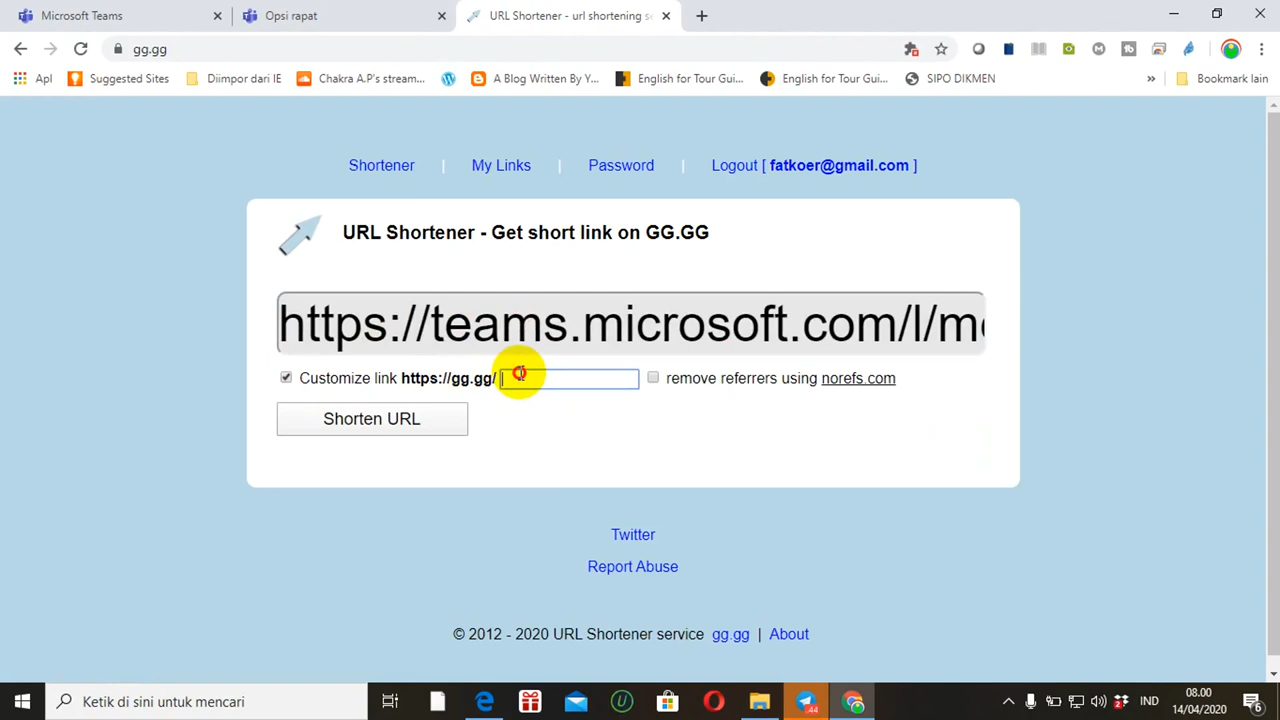 Microsoft Teams
Opsi rapat
URL Shortener - url shortening se
gg.gg
Apl
Suggested Sites
Diimpor dari IE
Chakra A.P's stream...
A Blog Written By Y...
English for Tour Gui...
English for Tour Gui...
SIPO DIKMEN
»
Bookmark lain
Shortener | My Links | Password | Logout [ fatkoer@gmail.com ]
URL Shortener - Get short link on GG.GG
https://teams.microsoft.com/l/m
Customize link https://gg.gg/
remove referrers using norefs.com
Shorten URL
Twitter
Report Abuse
© 2012 - 2020 URL Shortener service gg.gg | About
Ketik di sini untuk mencari
44
IND
08.00
14/04/2020
6